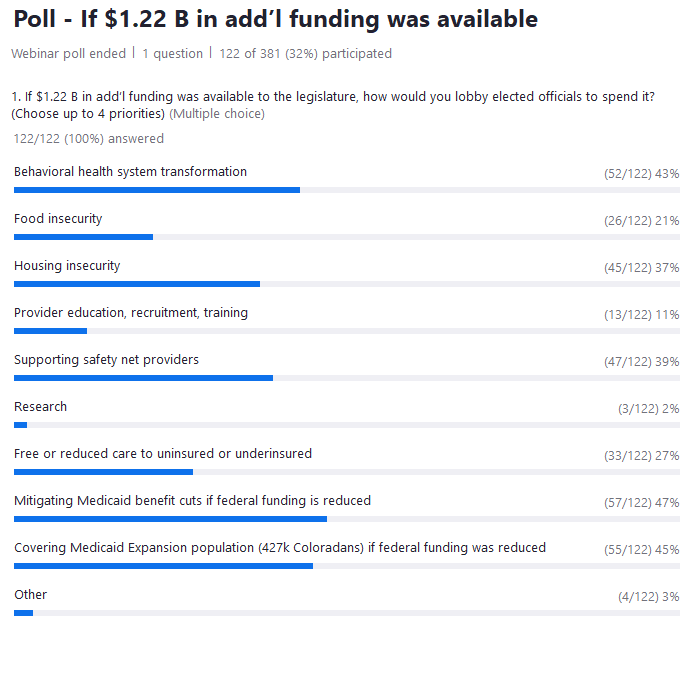 Poll - If $1.22 B in add’l funding was available
Webinar poll ended | 1 question | 122 of 381 (32%) participated
1. If $1.22 B in add’l funding was available to the legislature, how would you lobby elected officials to spend it?
(Choose up to 4 priorities) (Multiple choice)
122/122 (100%) answered
Behavioral health system transformation (52/122) 43%
Food insecurity (26/122) 21%
Housing insecurity (45/122) 37%
Provider education, recruitment, training (13/122) 11%
Supporting safety net providers (47/122) 39%
Research (3/122) 2%
Free or reduced care to uninsured or underinsured (33/122) 27%
Mitigating Medicaid benefit cuts if federal funding is reduced (57/122) 47%
Covering Medicaid Expansion population (427k Coloradans) if federal funding was reduced (55/122) 45%
Other (4/122) 3%